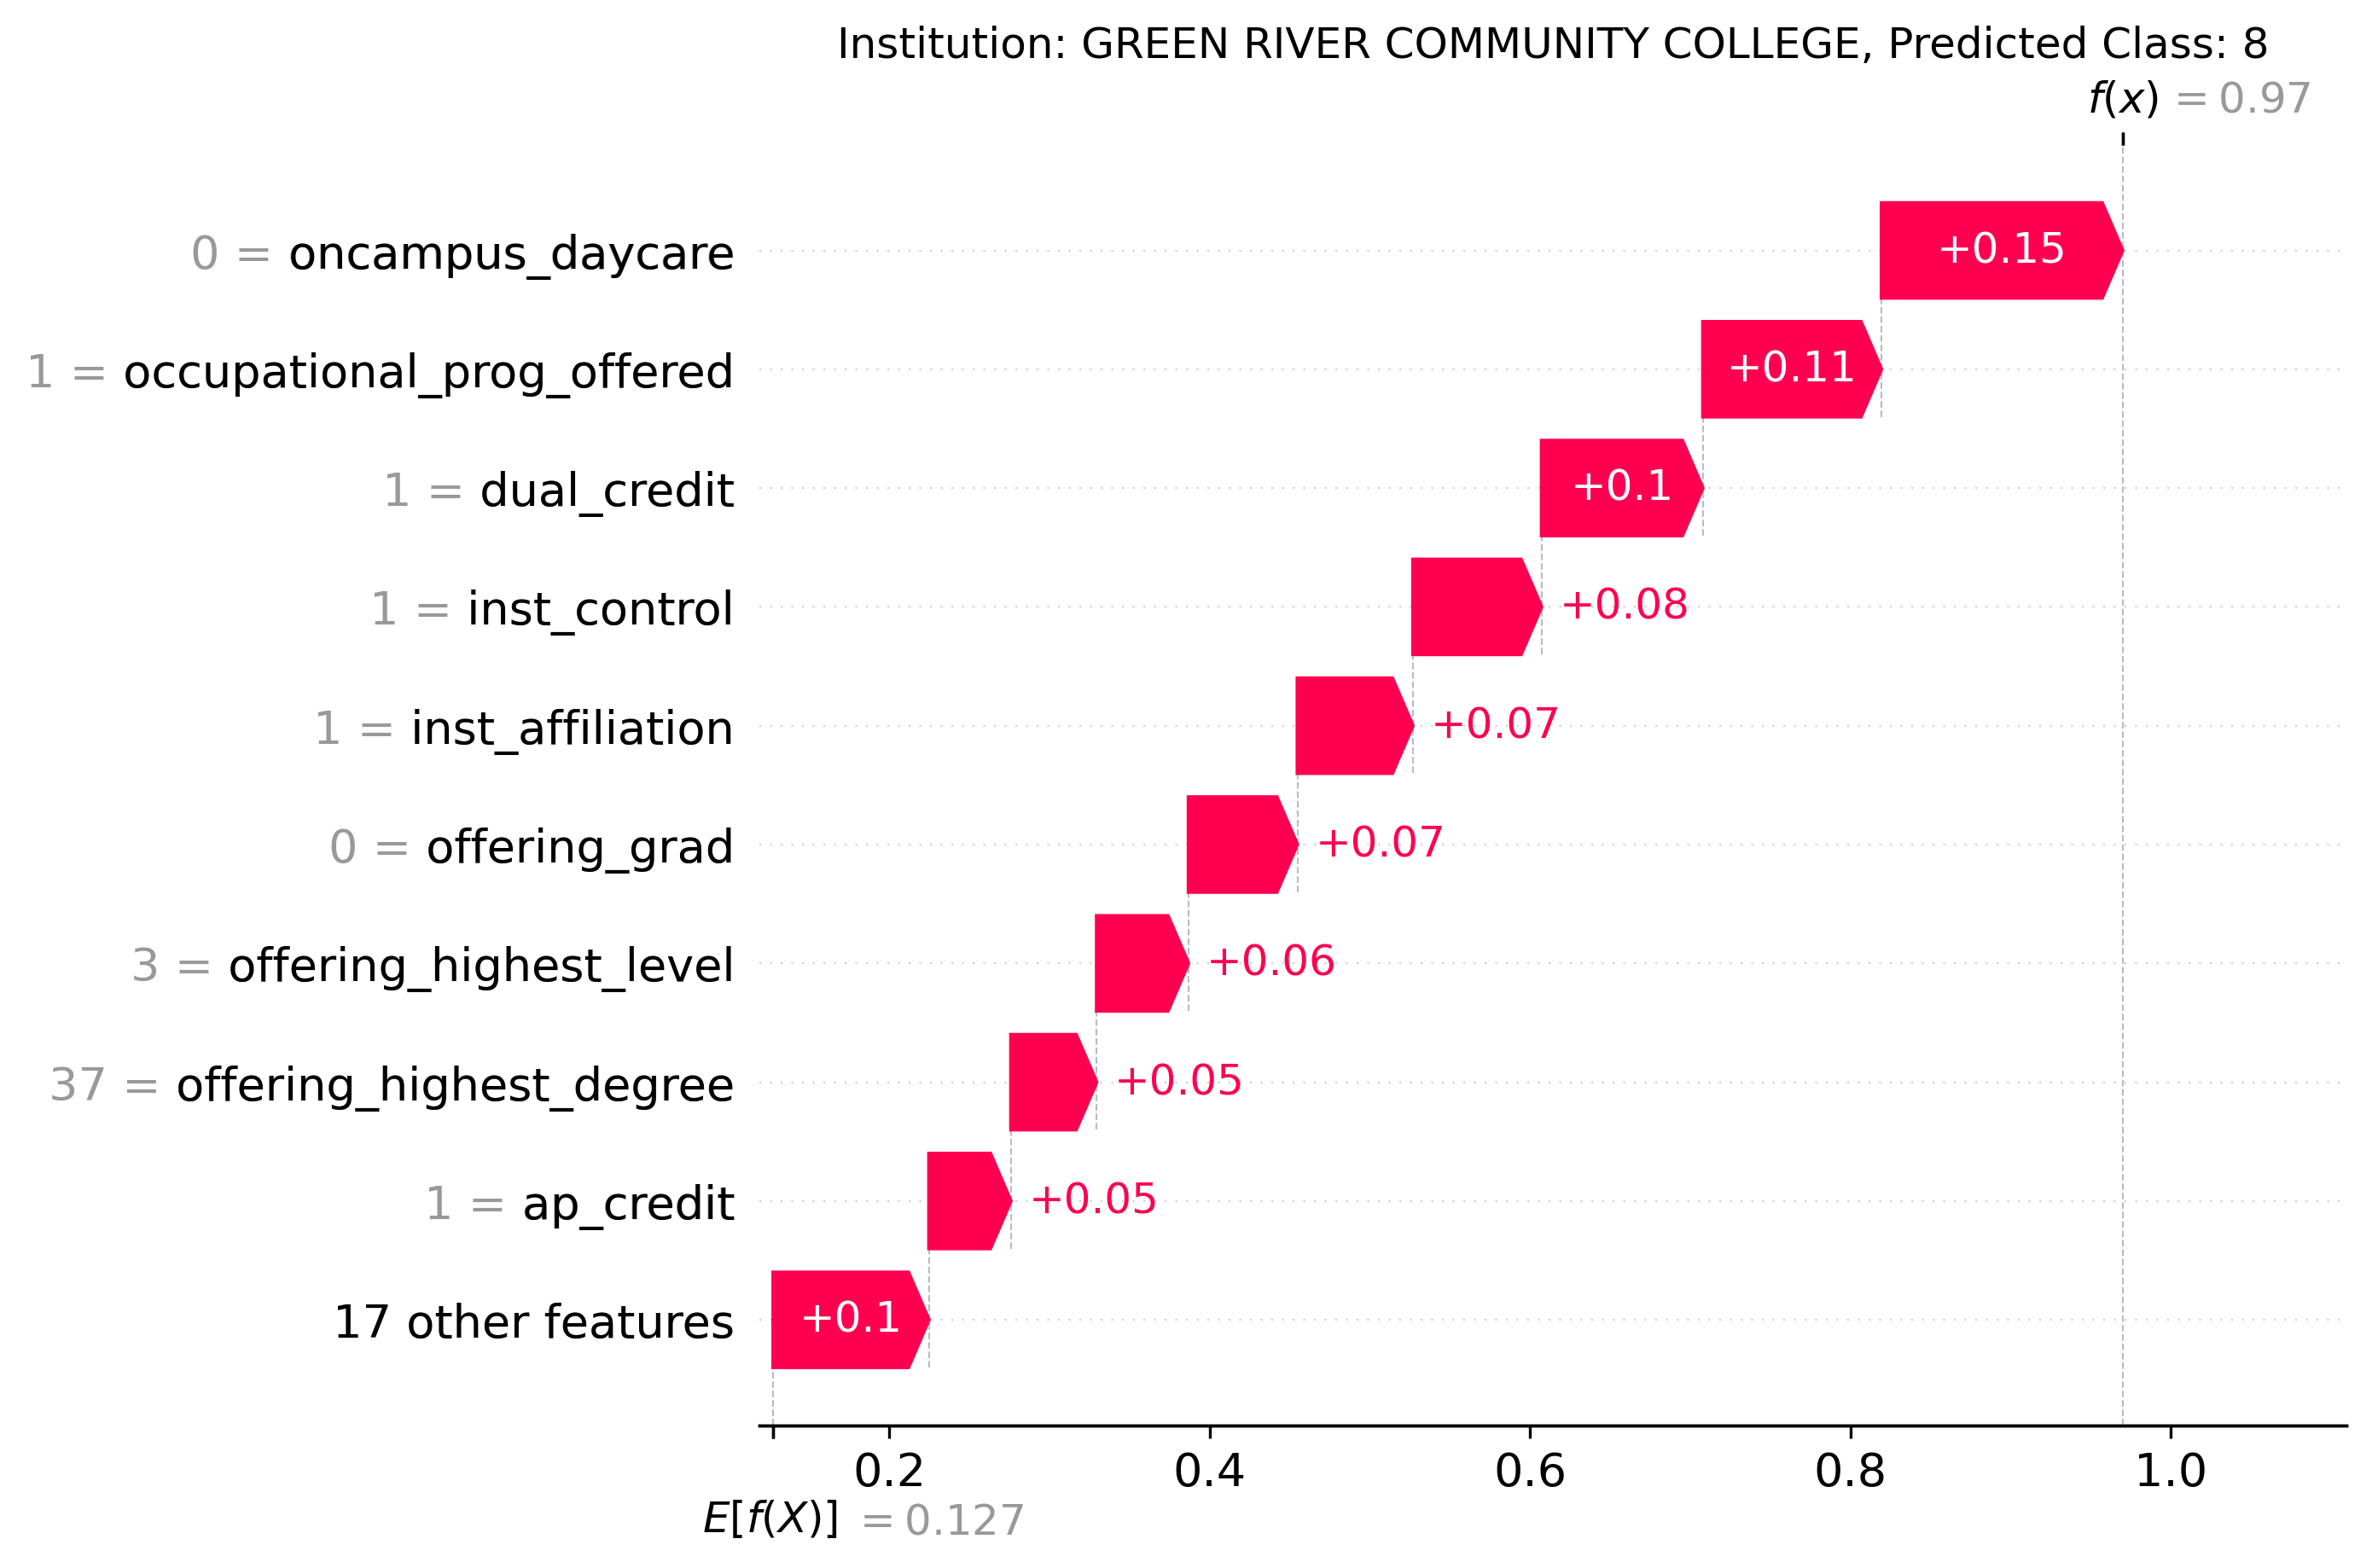 Institution: GREEN RIVER COMMUNITY COLLEGE, Predicted Class: 8
f(x) = 0.97
0 = oncampus_daycare +0.15
1 = occupational_prog_offered +0.11
1 = dual_credit +0.1
1 = inst_control +0.08
1 = inst_affiliation +0.07
0 = offering_grad +0.07
3 = offering_highest_level +0.06
37 = offering_highest_degree +0.05
1 = ap_credit +0.05
17 other features +0.1
0.2 0.4 0.6 0.8 1.0
E[f(X)] = 0.127